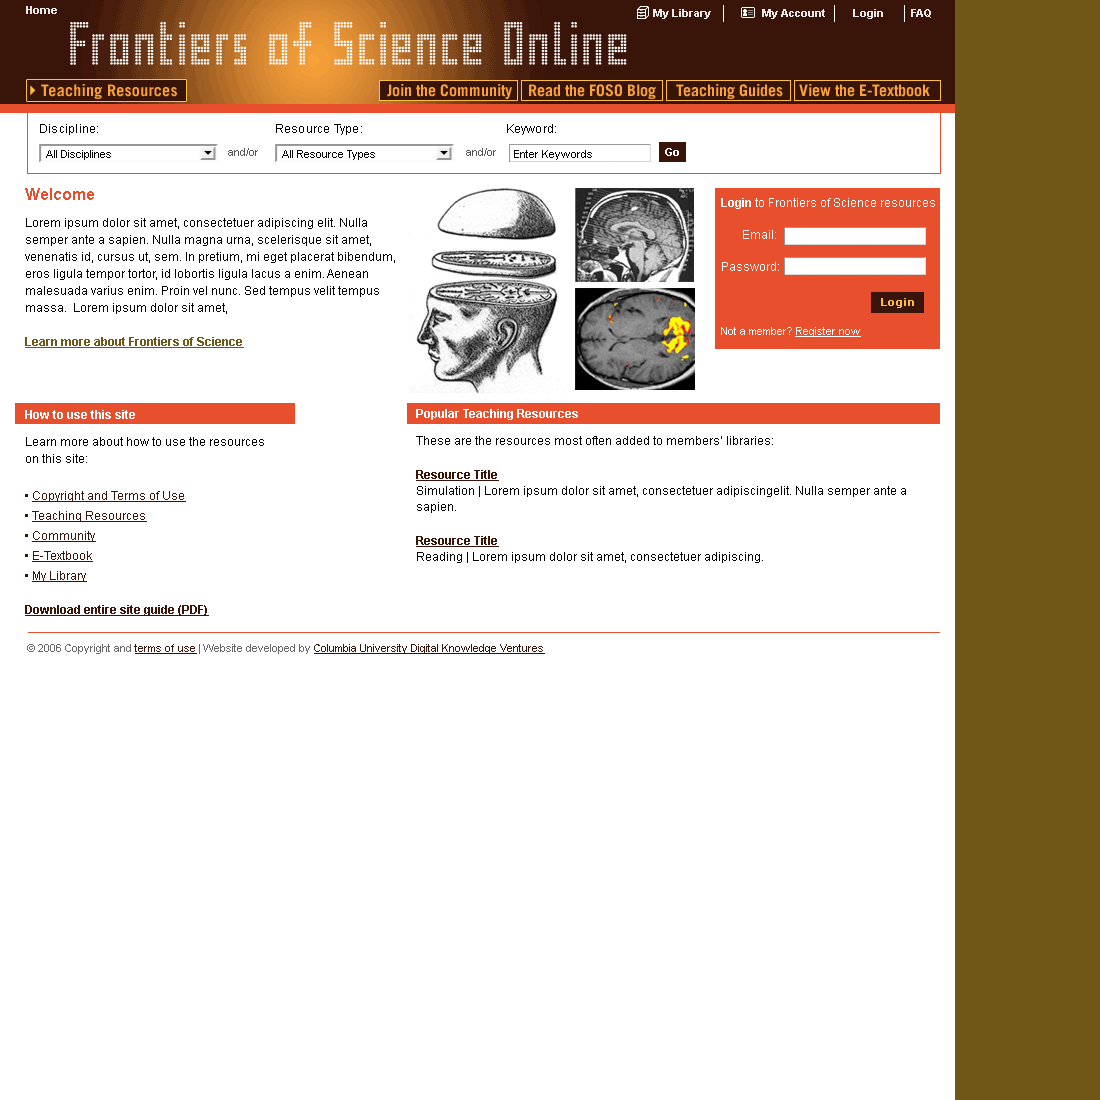 Home
My Library
My Account
Login
FAQ
Frontiers of Science Online
Teaching Resources
Join the Community
Read the FOSO Blog
Teaching Guides
View the E-Textbook
Discipline:
Resource Type:
Keyword:
All Disciplines
and/or
All Resource Types
and/or
Enter Keywords
Go
Welcome
Lorem ipsum dolor sit amet, consectetuer adipiscing elit. Nulla
semper ante a sapien. Nulla magna urna, scelerisque sit amet,
venenatis id, cursus ut, sem. In pretium, mi eget placerat bibendum,
eros ligula tempor tortor, id lobortis ligula lacus a enim. Aenean
malesuada varius enim. Proin vel nunc. Sed tempus velit tempus
massa.  Lorem ipsum dolor sit amet,
Learn more about Frontiers of Science
Login to Frontiers of Science resources
Email:
Password:
Login
Not a member? Register now
How to use this site
Learn more about how to use the resources
on this site:
• Copyright and Terms of Use
• Teaching Resources
• Community
• E-Textbook
• My Library
Download entire site guide (PDF)
Popular Teaching Resources
These are the resources most often added to members' libraries:
Resource Title
Simulation | Lorem ipsum dolor sit amet, consectetuer adipiscingelit. Nulla semper ante a
sapien.
Resource Title
Reading | Lorem ipsum dolor sit amet, consectetuer adipiscing.
© 2006 Copyright and terms of use | Website developed by Columbia University Digital Knowledge Ventures